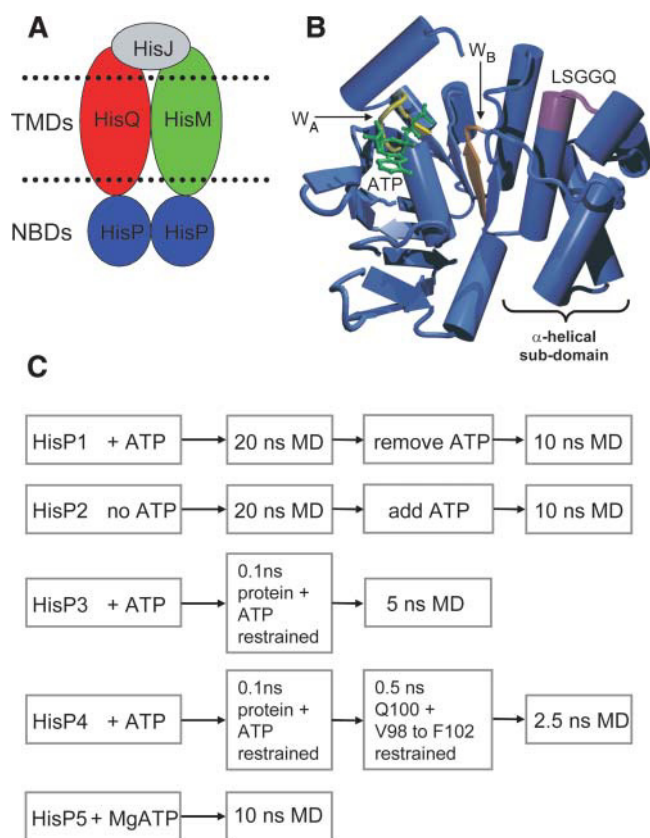 A
HisJ
TMDs
HisQ
HisM
NBDs
HisP
HisP
B
W_B
LSGGQ
W_A
ATP
α-helical
sub-domain
C
HisP1 + ATP
20 ns MD
remove ATP
10 ns MD
HisP2 no ATP
20 ns MD
add ATP
10 ns MD
HisP3 + ATP
0.1ns
protein +
ATP
restrained
5 ns MD
HisP4 + ATP
0.1ns
protein +
ATP
restrained
0.5 ns
Q100 +
V98 to F102
restrained
2.5 ns MD
HisP5 + MgATP
10 ns MD